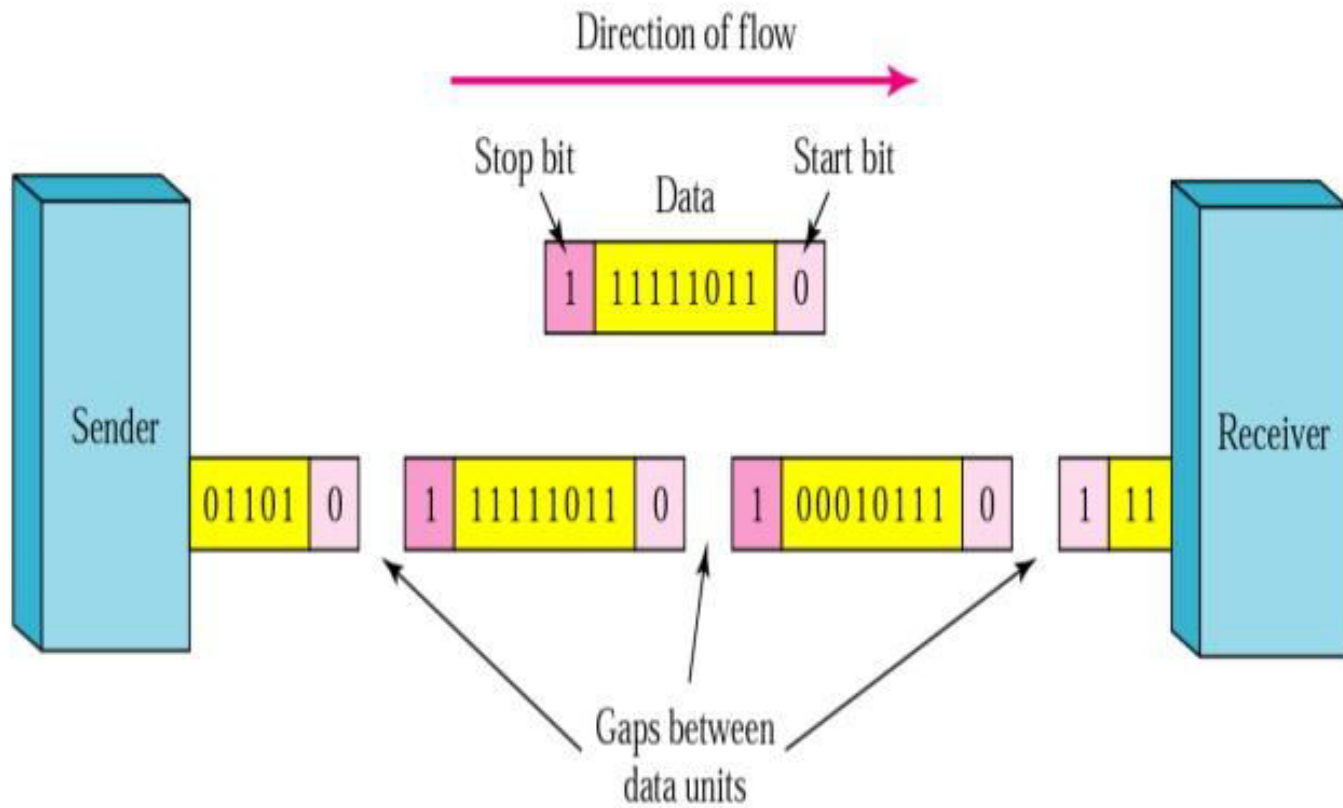 Direction of flow
Stop bit
Start bit
Data
1 11111011 0
Sender
Receiver
01101 0 1 11111011 0 1 00010111 0 1 11
Gaps between
data units